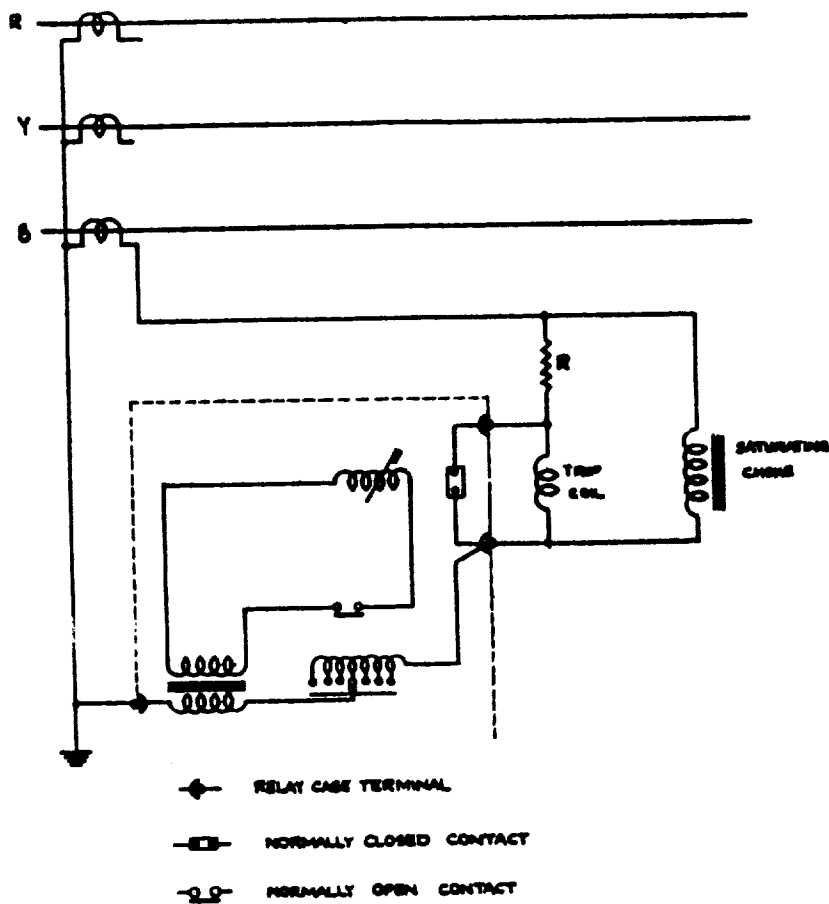 R
Y
B
R
TRIP
COIL
SATURATING
CHOKE
RELAY CASE TERMINAL
NORMALLY CLOSED CONTACT
NORMALLY OPEN CONTACT